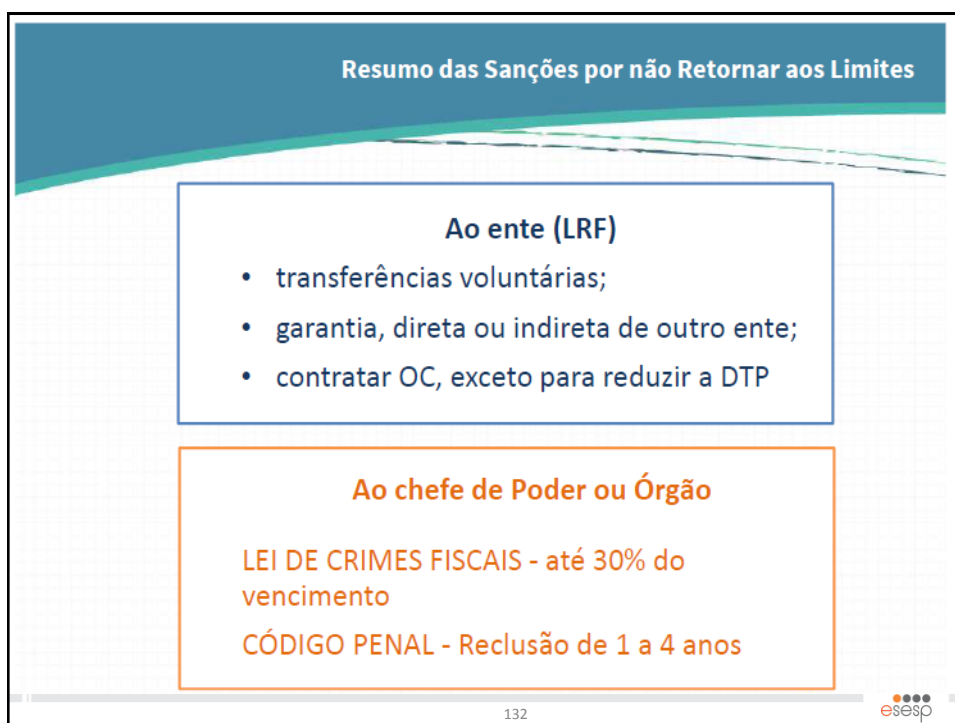 Resumo das Sanções por não Retornar aos Limites
Ao ente (LRF)
• transferências voluntárias;
• garantia, direta ou indireta de outro ente;
• contratar OC, exceto para reduzir a DTP
Ao chefe de Poder ou Órgão
LEI DE CRIMES FISCAIS - até 30% do
vencimento
CÓDIGO PENAL - Reclusão de 1 a 4 anos
132
esesp